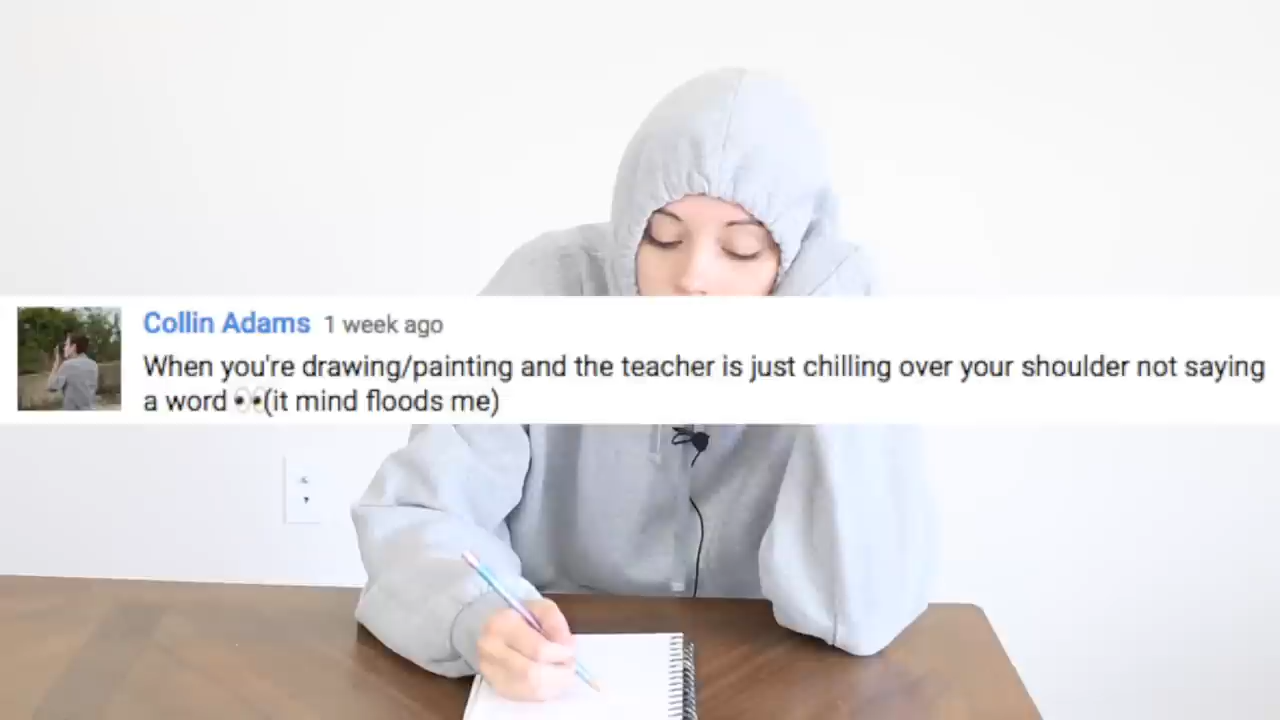 Collin Adams 1 week ago
When you're drawing/painting and the teacher is just chilling over your shoulder not saying
a word 👀(it mind floods me)